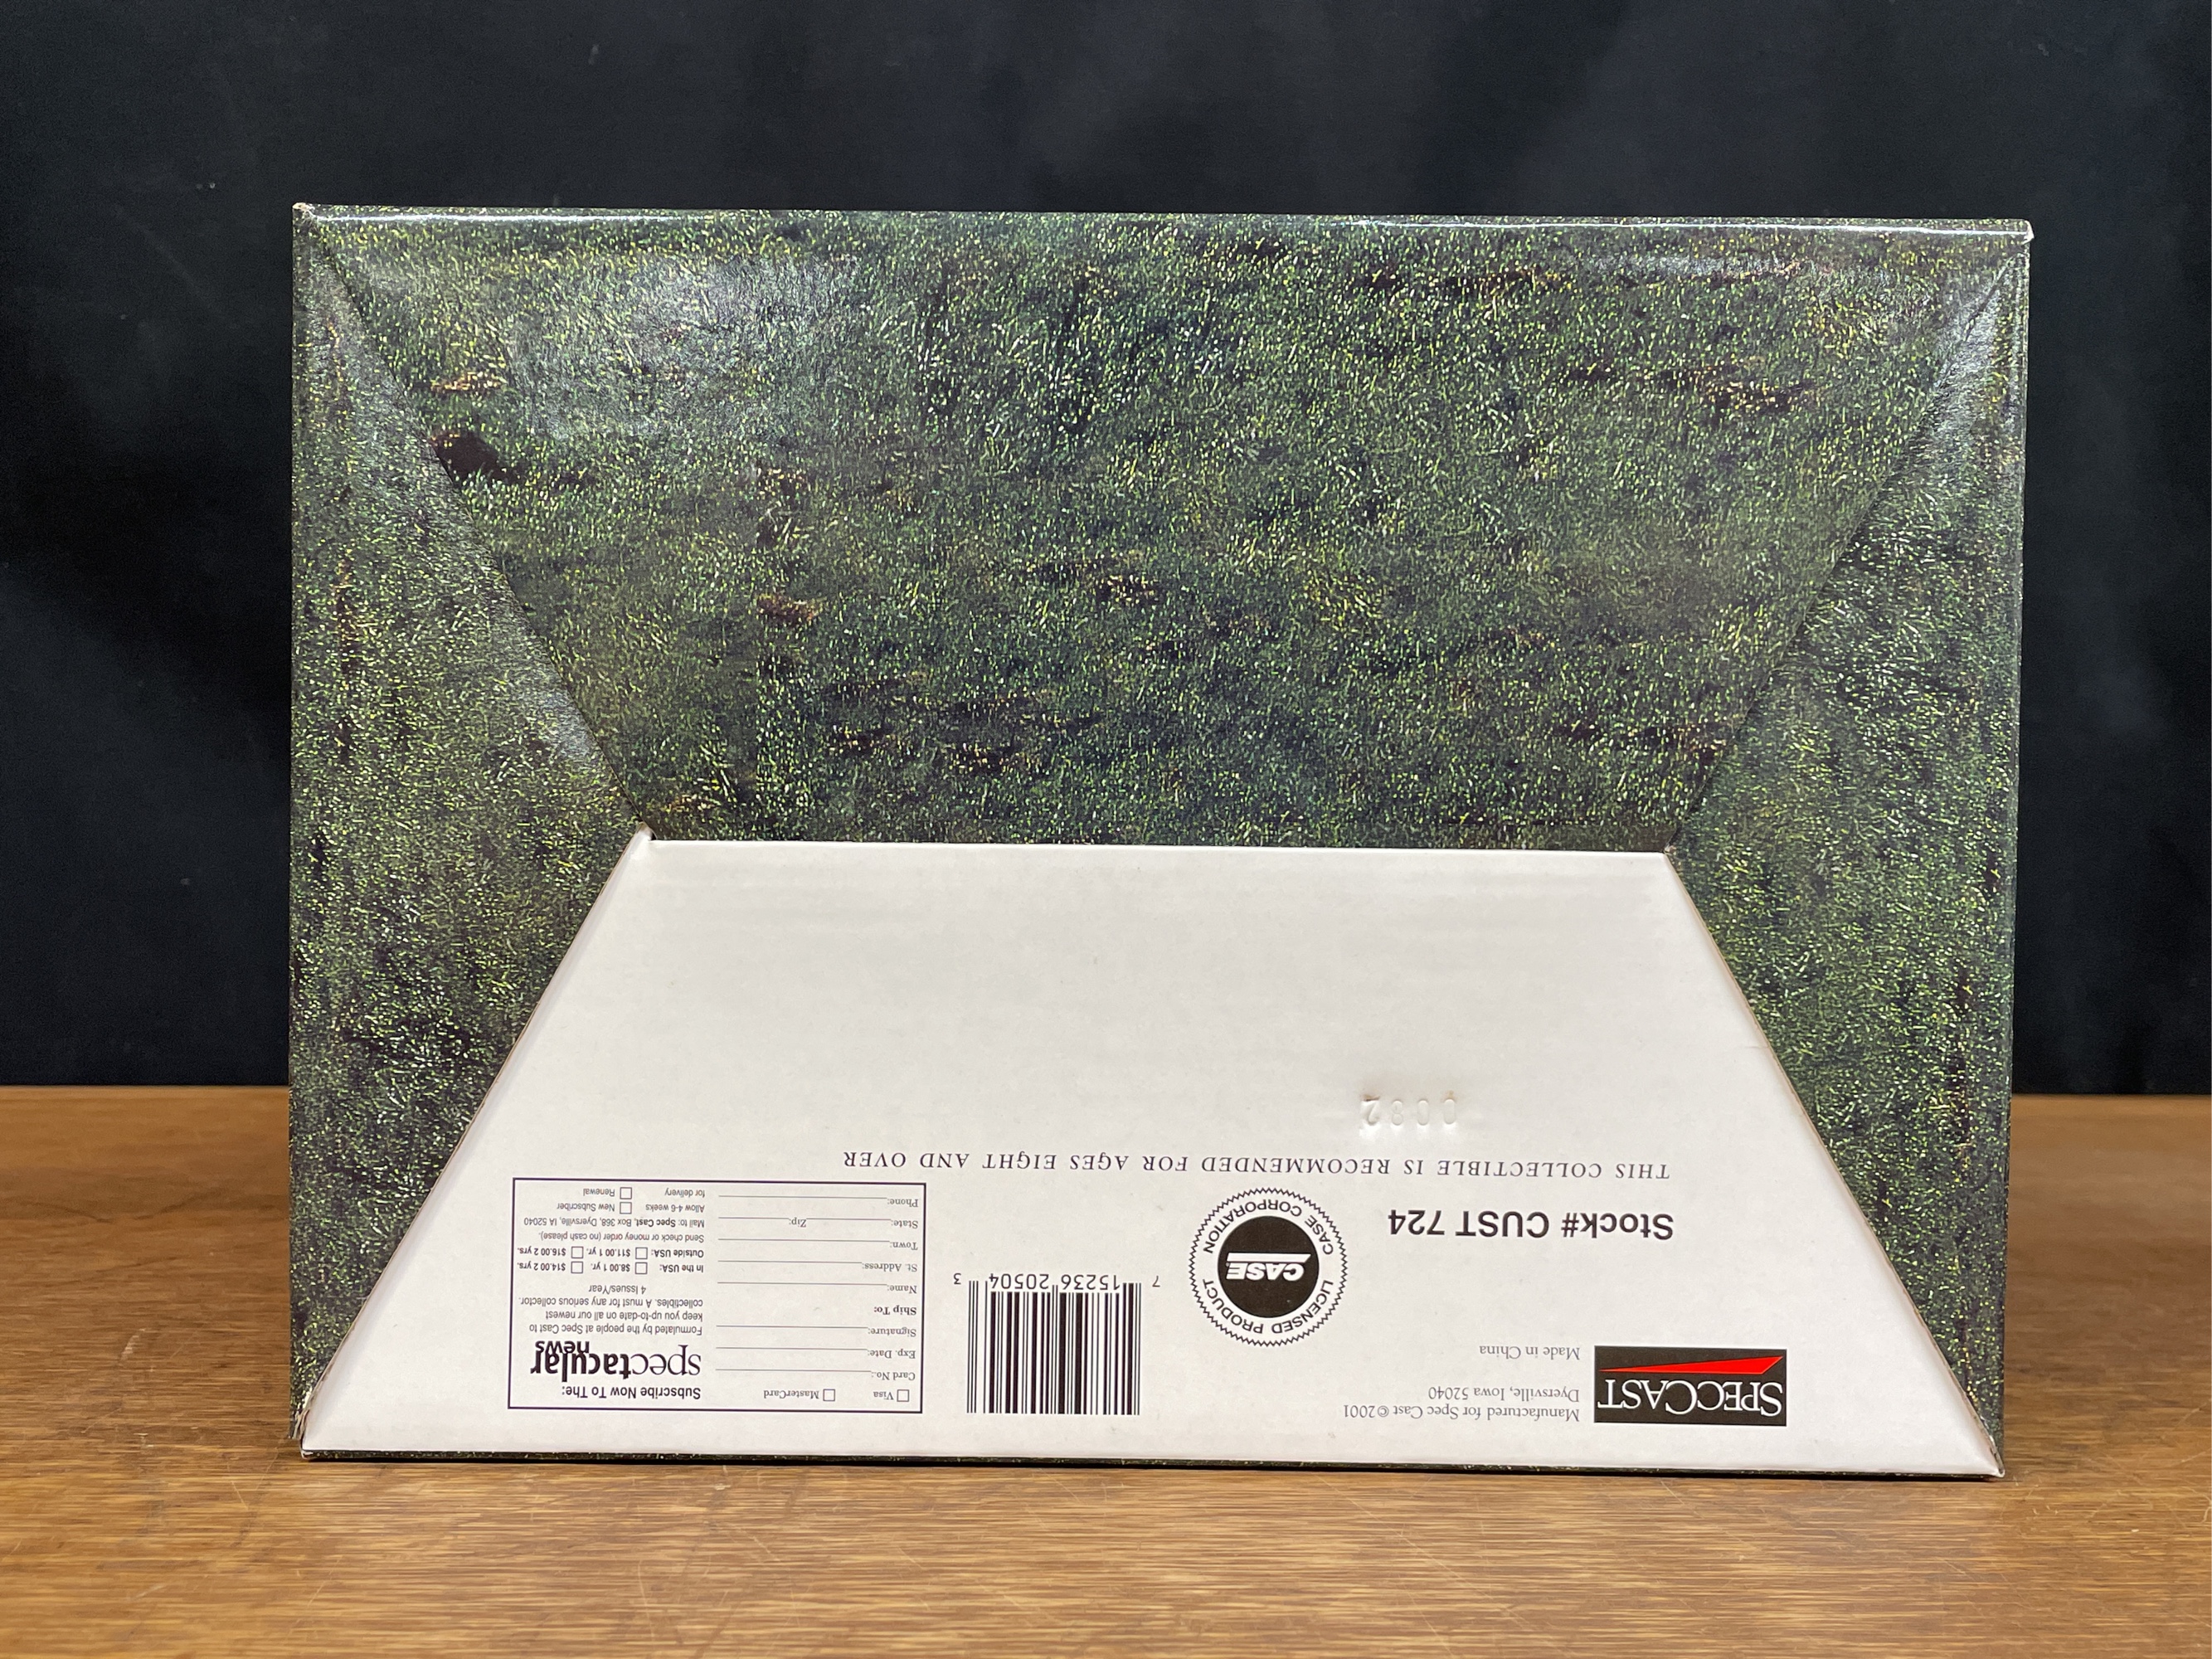 SPECCAST
Manufactured for Spec Cast ©2001
Dyersville, Iowa 52040
Made in China
LICENSED PRODUCT
CASE
CASE CORPORATION
Stock# CUST 724
THIS COLLECTIBLE IS RECOMMENDED FOR AGES EIGHT AND OVER
0082
7 15236 20504 3
Visa MasterCard
Card No.:
Exp. Date:
Signature:
Ship To:
Name:
St. Address:
Town:
State: Zip:
Phone:
Subscribe Now To The:
spectacular
news
Formulated by the people at Spec Cast to
keep you up-to-date on all our newest
collectibles. A must for any serious collector.
4 Issues/Year
In the USA: $8.00 1 yr. $14.00 2 yrs.
Outside USA: $11.00 1 yr. $16.00 2 yrs.
Send check or money order (no cash please).
Mail to: Spec Cast, Box 368, Dyersville, IA 52040
Allow 4-6 weeks New Subscriber
for delivery Renewal